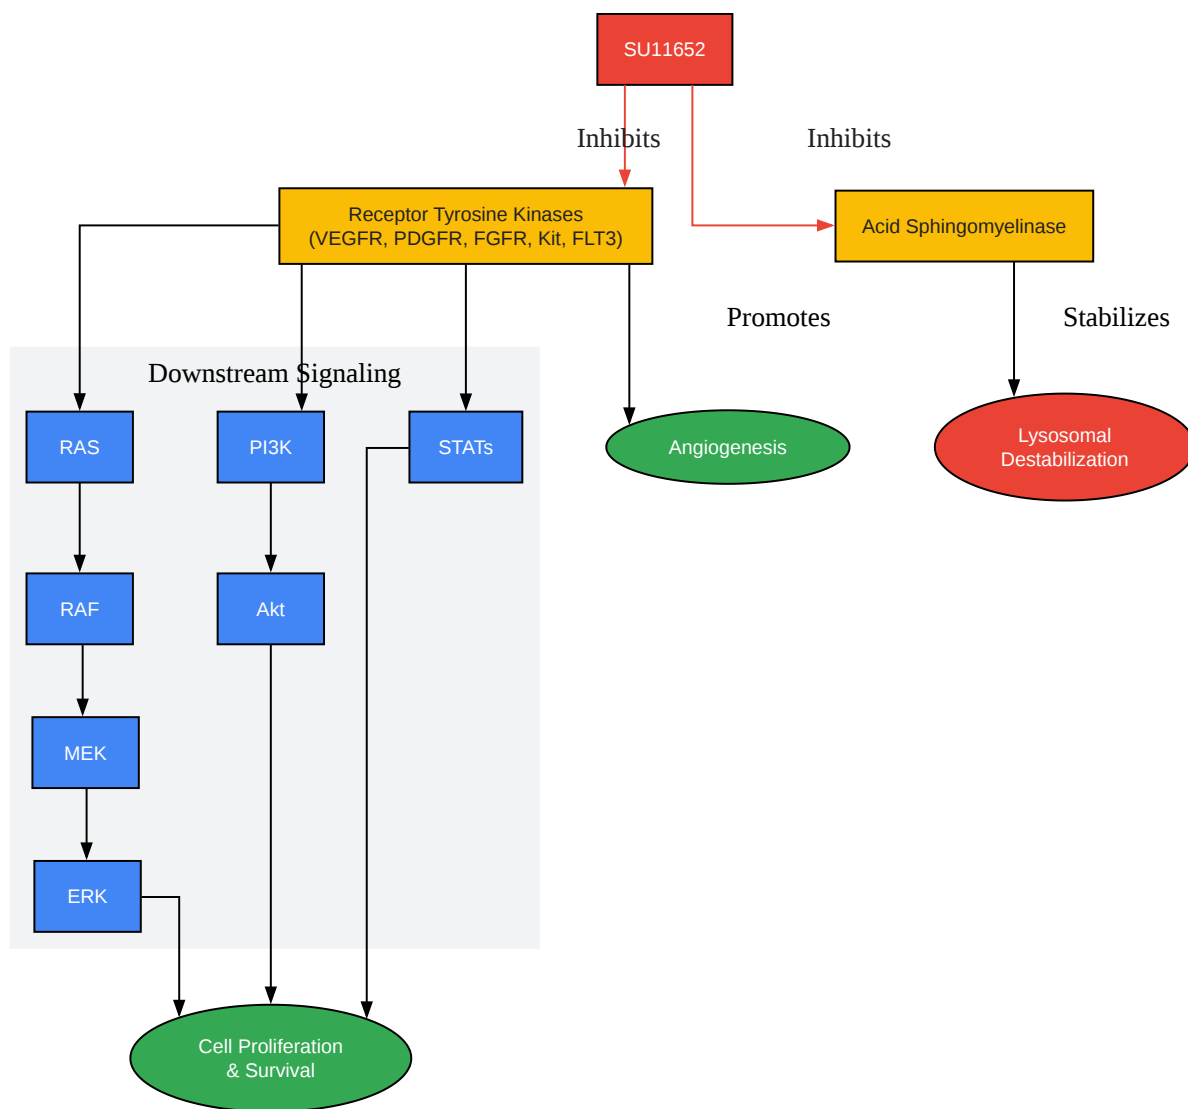 SU11652
Inhibits
Inhibits
Receptor Tyrosine Kinases
(VEGFR, PDGFR, FGFR, Kit, FLT3)
Acid Sphingomyelinase
Promotes
Stabilizes
Downstream Signaling
RAS
PI3K
STATs
Angiogenesis
Lysosomal
Destabilization
RAF
Akt
MEK
ERK
Cell Proliferation
& Survival